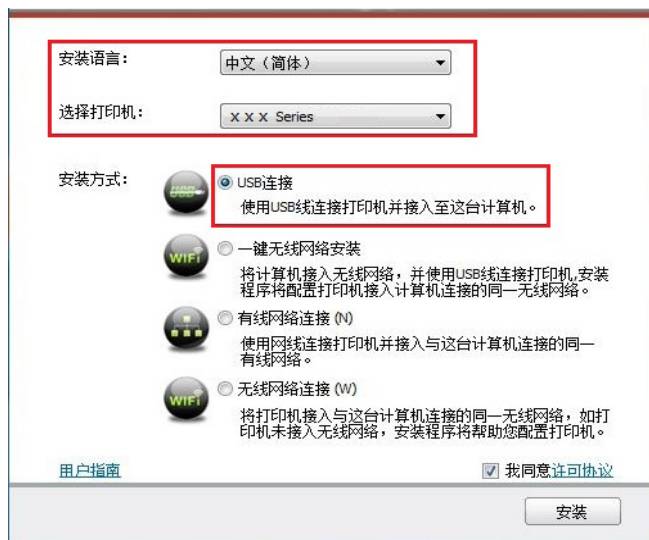 安装语言：
中文（简体）
选择打印机：
x x x Series
安装方式：
USB
USB连接
使用USB线连接打印机并接入至这台计算机。
WiFi
一键无线网络安装
将计算机接入无线网络，并使用USB线连接打印机,安装
程序将配置打印机接入计算机连接的同一无线网络。
有线网络连接 (N)
使用网线连接打印机并接入与这台计算机连接的同一
有线网络。
WiFi
无线网络连接 (W)
将打印机接入与这台计算机连接的同一无线网络，如打
印机未接入无线网络，安装程序将帮助您配置打印机。
用户指南
我同意许可协议
安装